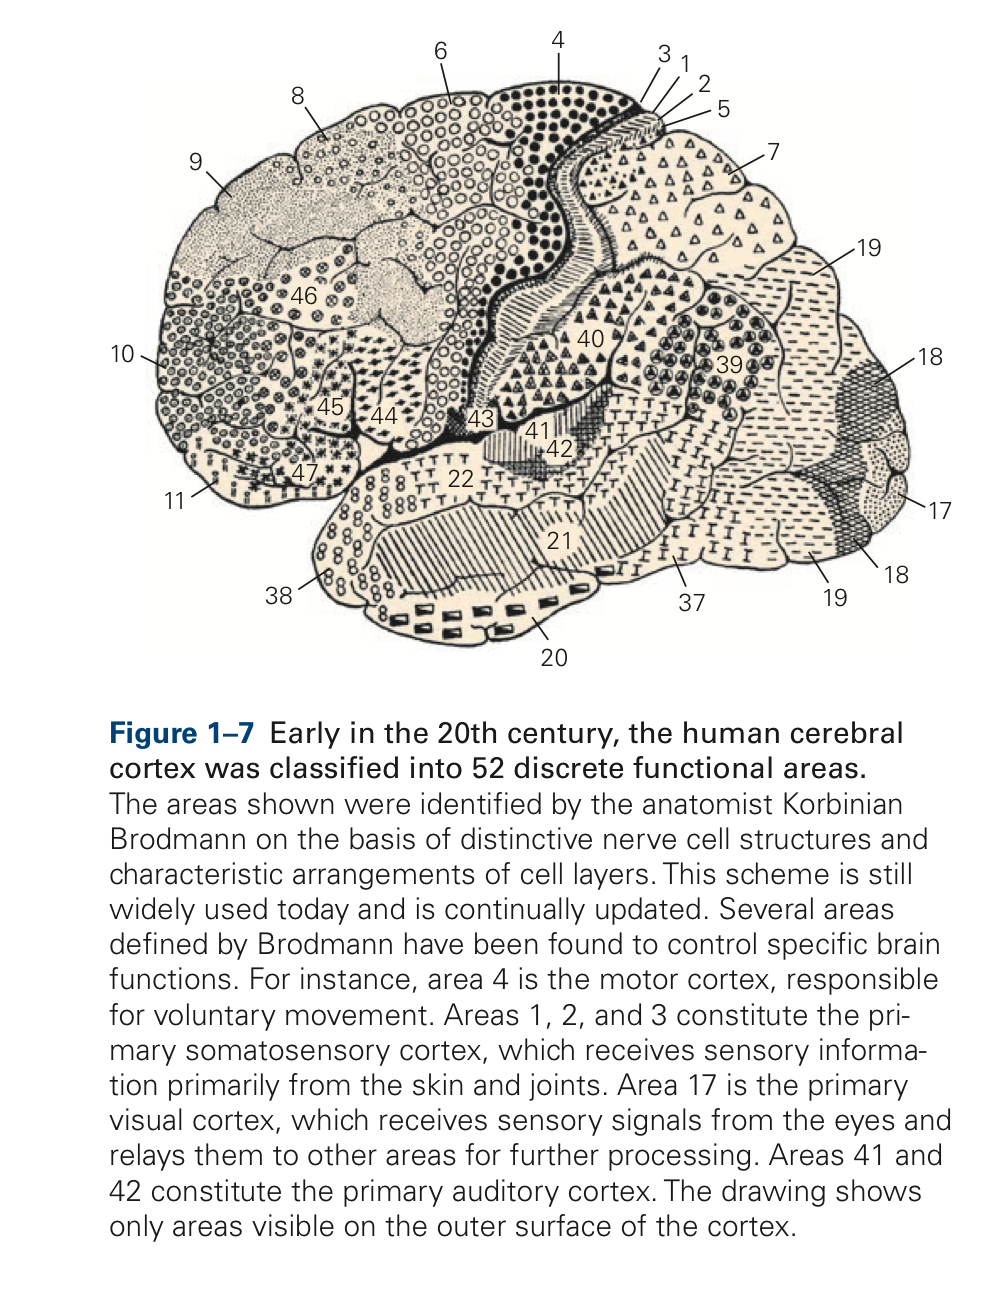 6
4
3
1
2
5
8
9
7
19
46
10
40
39
18
45
44
43
41
42
47
22
11
17
21
38
37
19
18
20
Figure 1–7 Early in the 20th century, the human cerebral
cortex was classified into 52 discrete functional areas.
The areas shown were identified by the anatomist Korbinian
Brodmann on the basis of distinctive nerve cell structures and
characteristic arrangements of cell layers. This scheme is still
widely used today and is continually updated. Several areas
defined by Brodmann have been found to control specific brain
functions. For instance, area 4 is the motor cortex, responsible
for voluntary movement. Areas 1, 2, and 3 constitute the pri-
mary somatosensory cortex, which receives sensory informa-
tion primarily from the skin and joints. Area 17 is the primary
visual cortex, which receives sensory signals from the eyes and
relays them to other areas for further processing. Areas 41 and
42 constitute the primary auditory cortex. The drawing shows
only areas visible on the outer surface of the cortex.